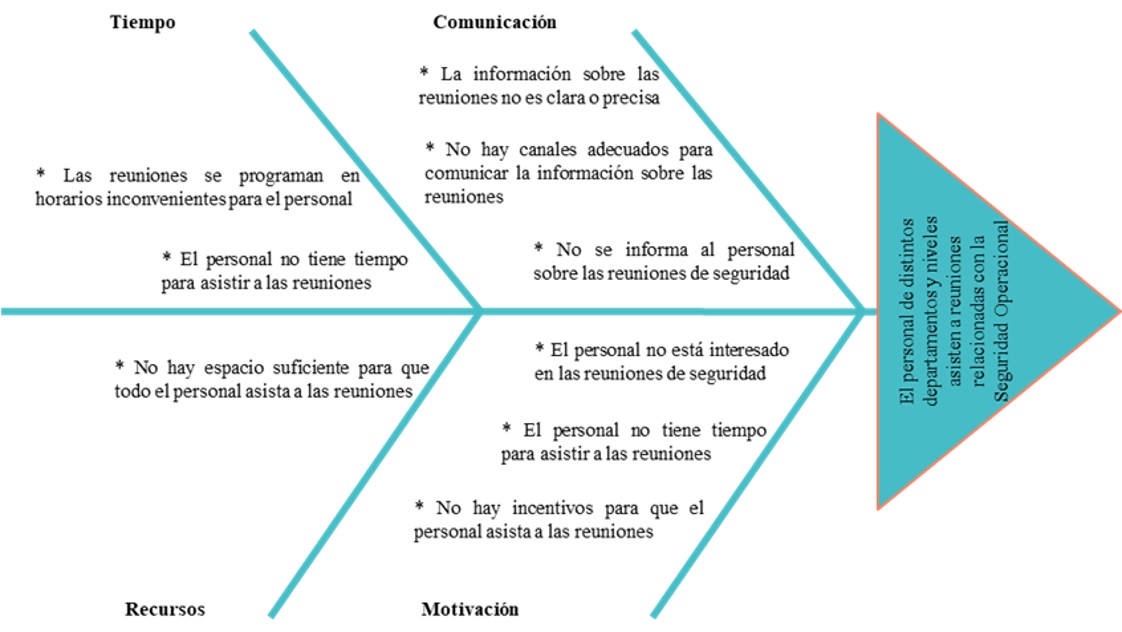 Tiempo
Comunicación
* La información sobre las
reuniones no es clara o precisa
* No hay canales adecuados para
comunicar la información sobre las
reuniones
* Las reuniones se programan en
horarios inconvenientes para el personal
* No se informa al personal
sobre las reuniones de seguridad
* El personal no tiene tiempo
para asistir a las reuniones
El personal de distintos
departamentos y niveles
asisten a reuniones
relacionadas con la
Seguridad Operacional
* No hay espacio suficiente para que
todo el personal asista a las reuniones
* El personal no está interesado
en las reuniones de seguridad
* El personal no tiene tiempo
para asistir a las reuniones
* No hay incentivos para que el
personal asista a las reuniones
Recursos
Motivación